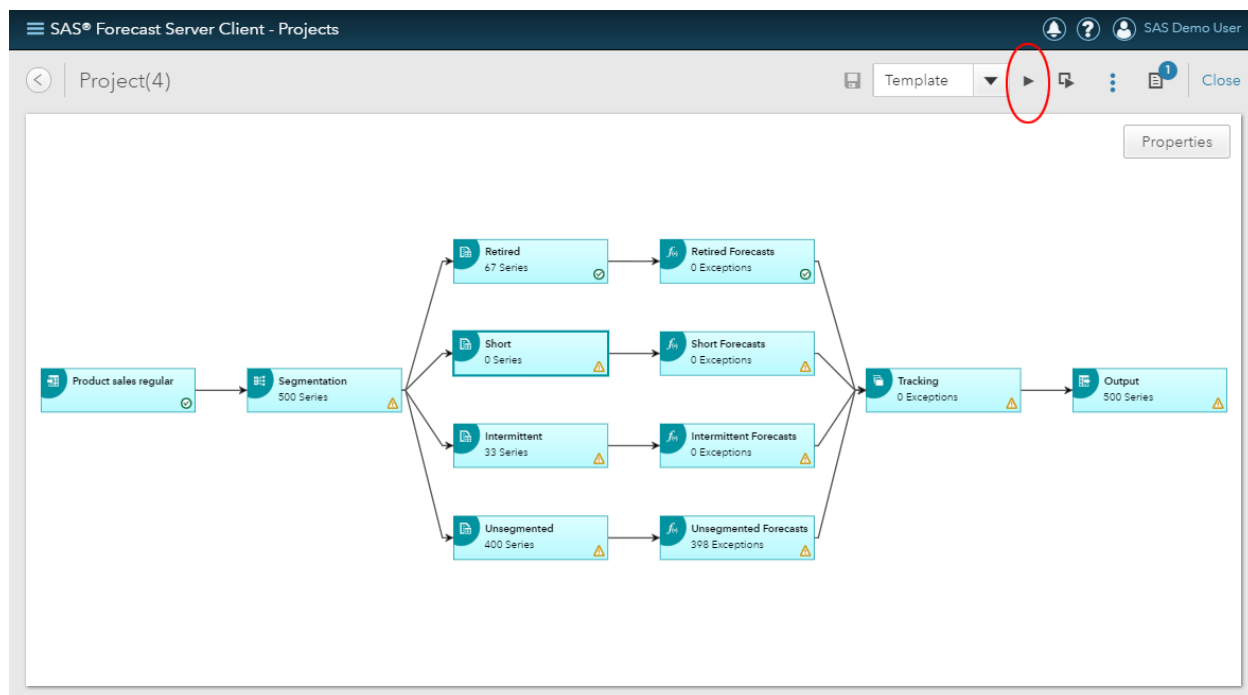 SAS® Forecast Server Client - Projects
SAS Demo User
Project(4)
Template
1
Close
Properties
Product sales regular
Segmentation
500 Series
Retired
67 Series
Retired Forecasts
0 Exceptions
Short
0 Series
Short Forecasts
0 Exceptions
Intermittent
33 Series
Intermittent Forecasts
0 Exceptions
Unsegmented
400 Series
Unsegmented Forecasts
398 Exceptions
Tracking
0 Exceptions
Output
500 Series